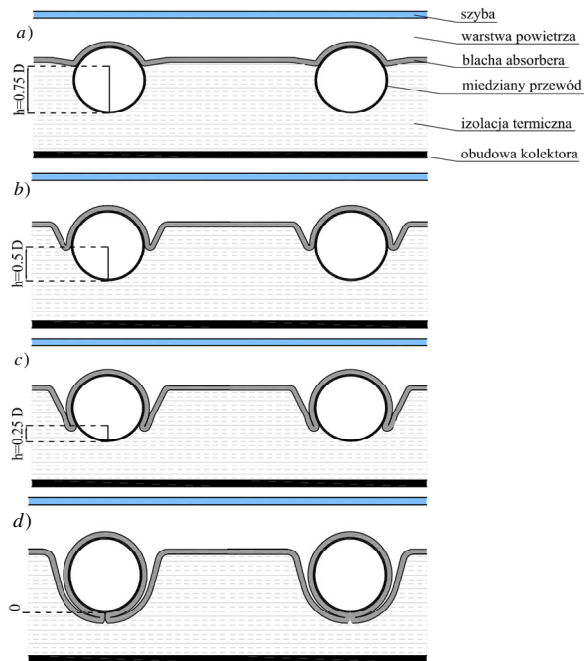 szyba
a)
warstwa powietrza
blacha absorbera
miedziany przewód
h=0.75 D
izolacja termiczna
obudowa kolektora
b)
h=0.5 D
c)
h=0.25 D
d)
0